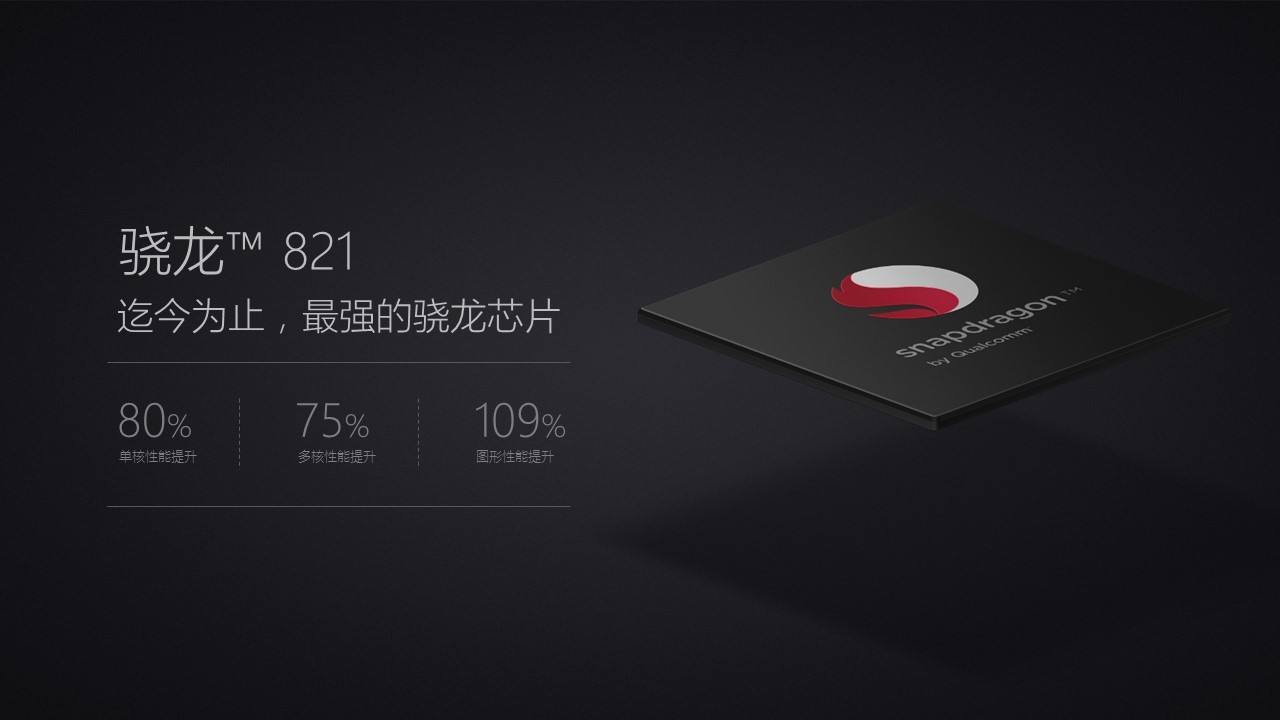 骁龙™ 821
迄今为止，最强的骁龙芯片
80%
单核性能提升
75%
多核性能提升
109%
图形性能提升
snapdragon™
by Qualcomm